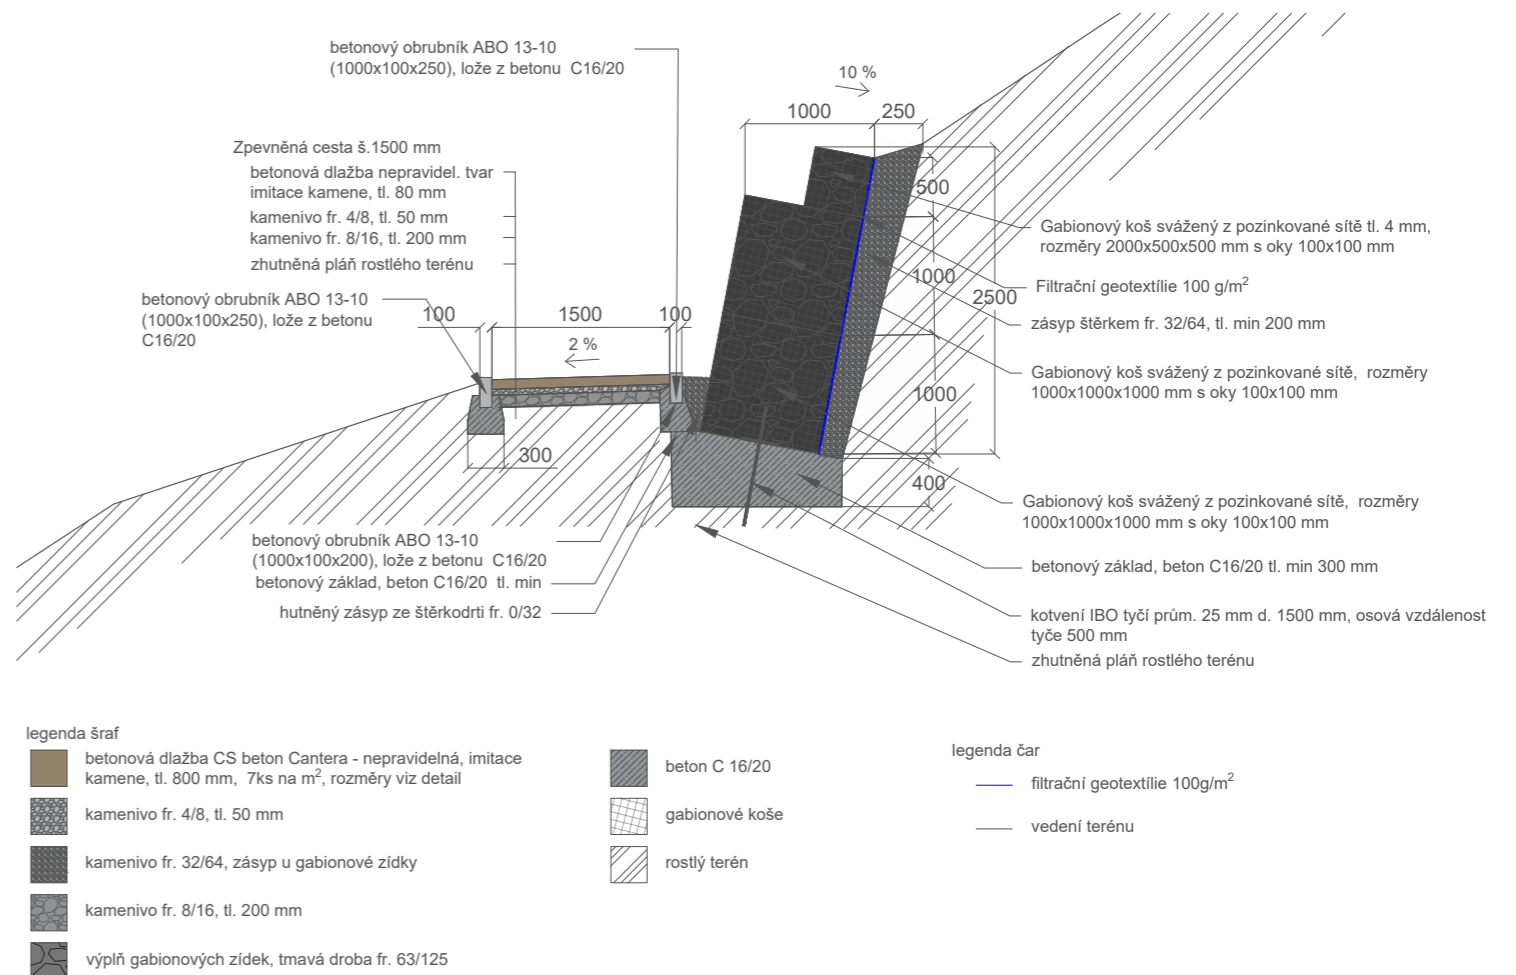 betonový obrubník ABO 13-10
(1000x100x250), lože z betonu C16/20
10 %
1000
250
Zpevněná cesta š.1500 mm
betonová dlažba nepravidel. tvar
imitace kamene, tl. 80 mm
kamenivo fr. 4/8, tl. 50 mm
kamenivo fr. 8/16, tl. 200 mm
zhutněná pláň rostlého terénu
betonový obrubník ABO 13-10
(1000x100x250), lože z betonu
C16/20
100
1500
100
2 %
300
500
1000
2500
1000
400
Gabionový koš svážený z pozinkované sítě tl. 4 mm,
rozměry 2000x500x500 mm s oky 100x100 mm
Filtrační geotextílie 100 g/m²
zásyp štěrkem fr. 32/64, tl. min 200 mm
Gabionový koš svážený z pozinkované sítě, rozměry
1000x1000x1000 mm s oky 100x100 mm
Gabionový koš svážený z pozinkované sítě, rozměry
1000x1000x1000 mm s oky 100x100 mm
betonový základ, beton C16/20 tl. min 300 mm
kotvení IBO tyčí prům. 25 mm d. 1500 mm, osová vzdálenost
tyče 500 mm
zhutněná pláň rostlého terénu
betonový obrubník ABO 13-10
(1000x100x200), lože z betonu C16/20
betonový základ, beton C16/20 tl. min
hutněný zásyp ze štěrkodrti fr. 0/32
legenda šraf
betonová dlažba CS beton Cantera - nepravidelná, imitace
kamene, tl. 800 mm, 7ks na m², rozměry viz detail
kamenivo fr. 4/8, tl. 50 mm
kamenivo fr. 32/64, zásyp u gabionové zídky
kamenivo fr. 8/16, tl. 200 mm
výplň gabionových zídek, tmavá droba fr. 63/125
beton C 16/20
gabionové koše
rostlý terén
legenda čar
filtrační geotextílie 100g/m²
vedení terénu